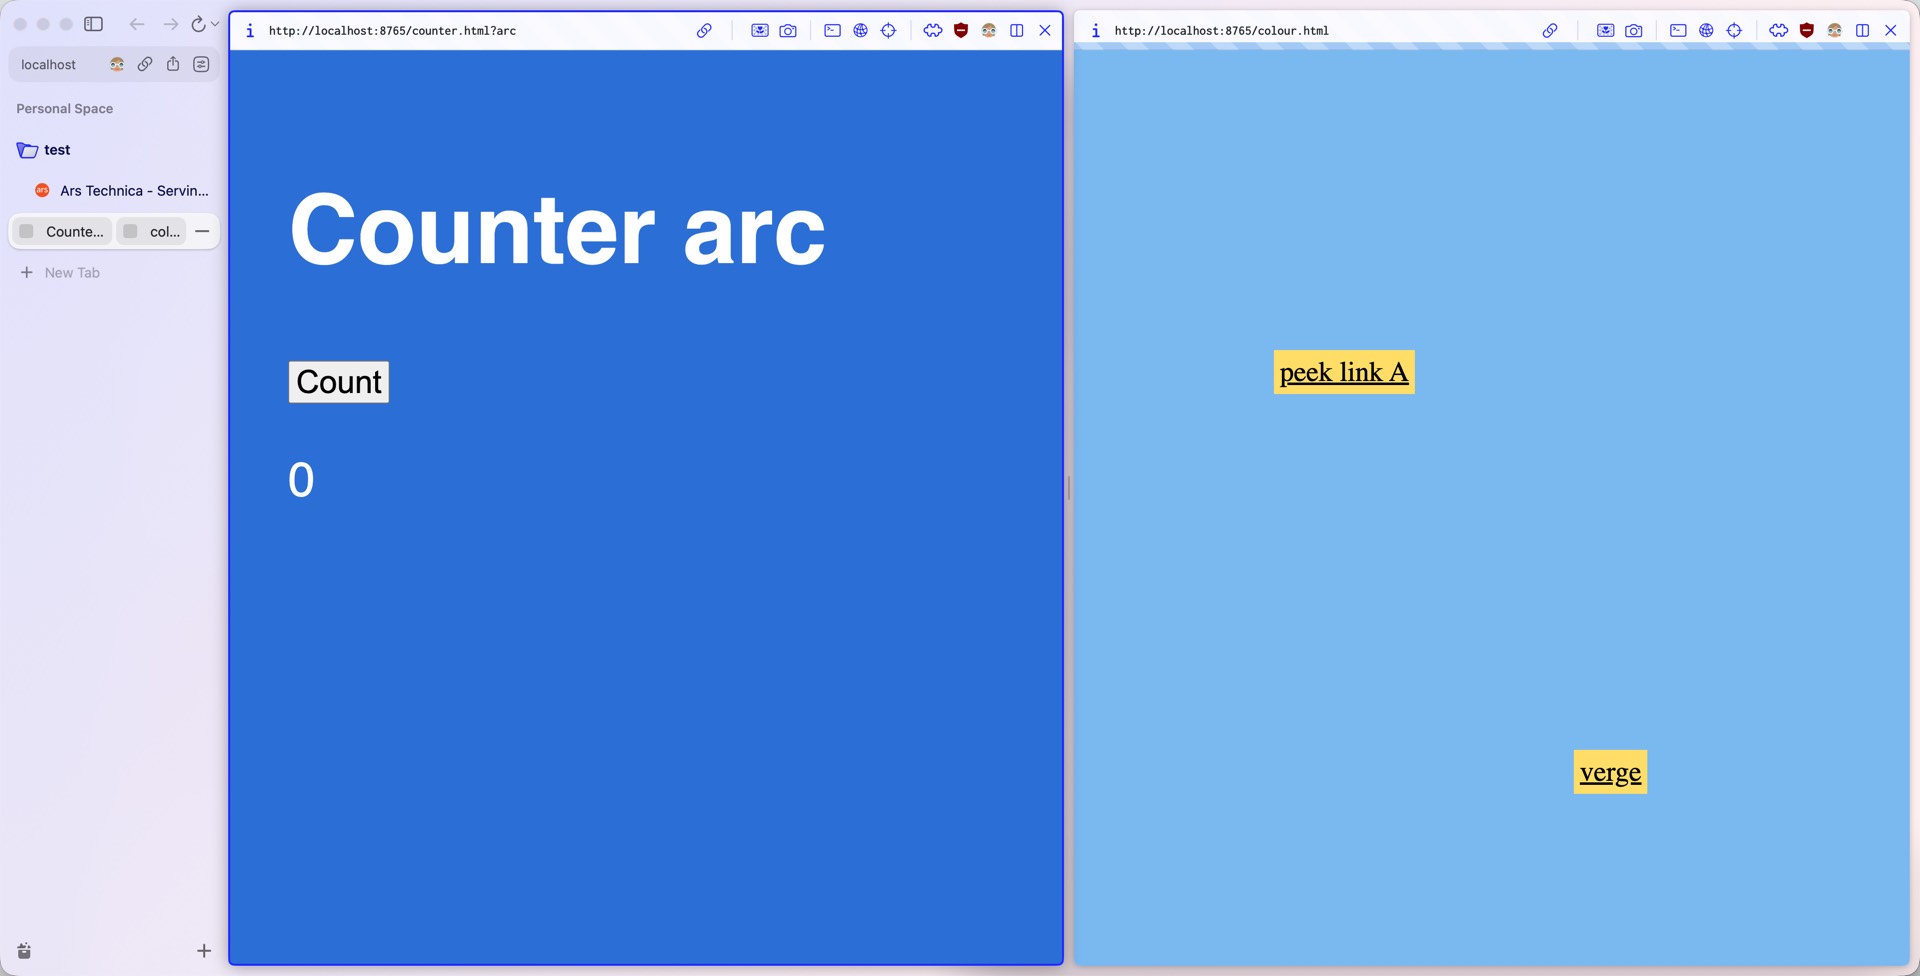 localhost
Personal Space
test
ars Ars Technica - Servin...
Counte... col...
New Tab
http://localhost:8765/counter.html?arc
Counter arc
Count
0
http://localhost:8765/colour.html
peek link A
verge